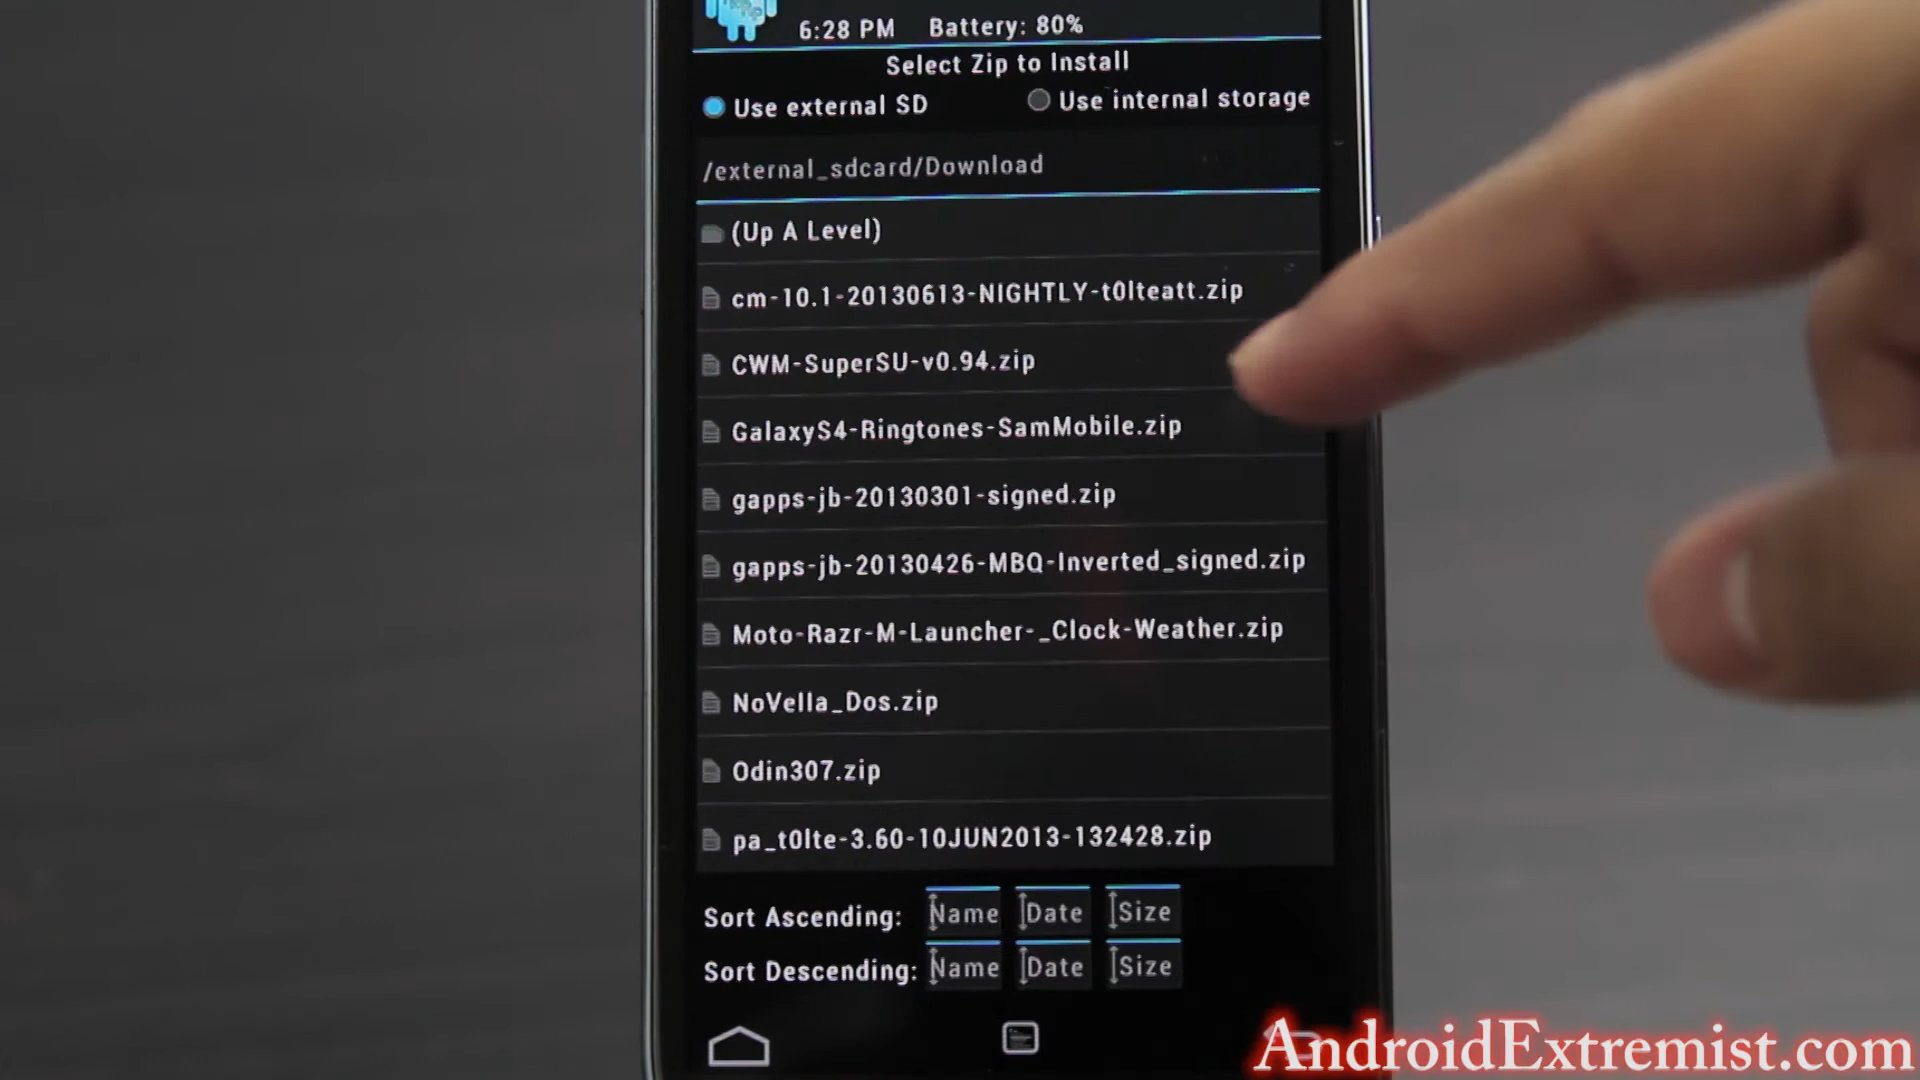 6:28 PM Battery: 80%
Select Zip to Install
Use external SD Use internal storage
/external_sdcard/Download
(Up A Level)
cm-10.1-20130613-NIGHTLY-t0lteatt.zip
CWM-SuperSU-v0.94.zip
GalaxyS4-Ringtones-SamMobile.zip
gapps-jb-20130301-signed.zip
gapps-jb-20130426-MBQ-Inverted_signed.zip
Moto-Razr-M-Launcher-_Clock-Weather.zip
NoVella_Dos.zip
Odin307.zip
pa_t0lte-3.60-10JUN2013-132428.zip
Sort Ascending: Name Date Size
Sort Descending: Name Date Size
AndroidExtremist.com